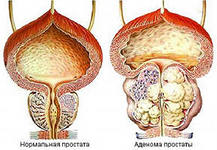 Нормальная простата
Аденома простаты